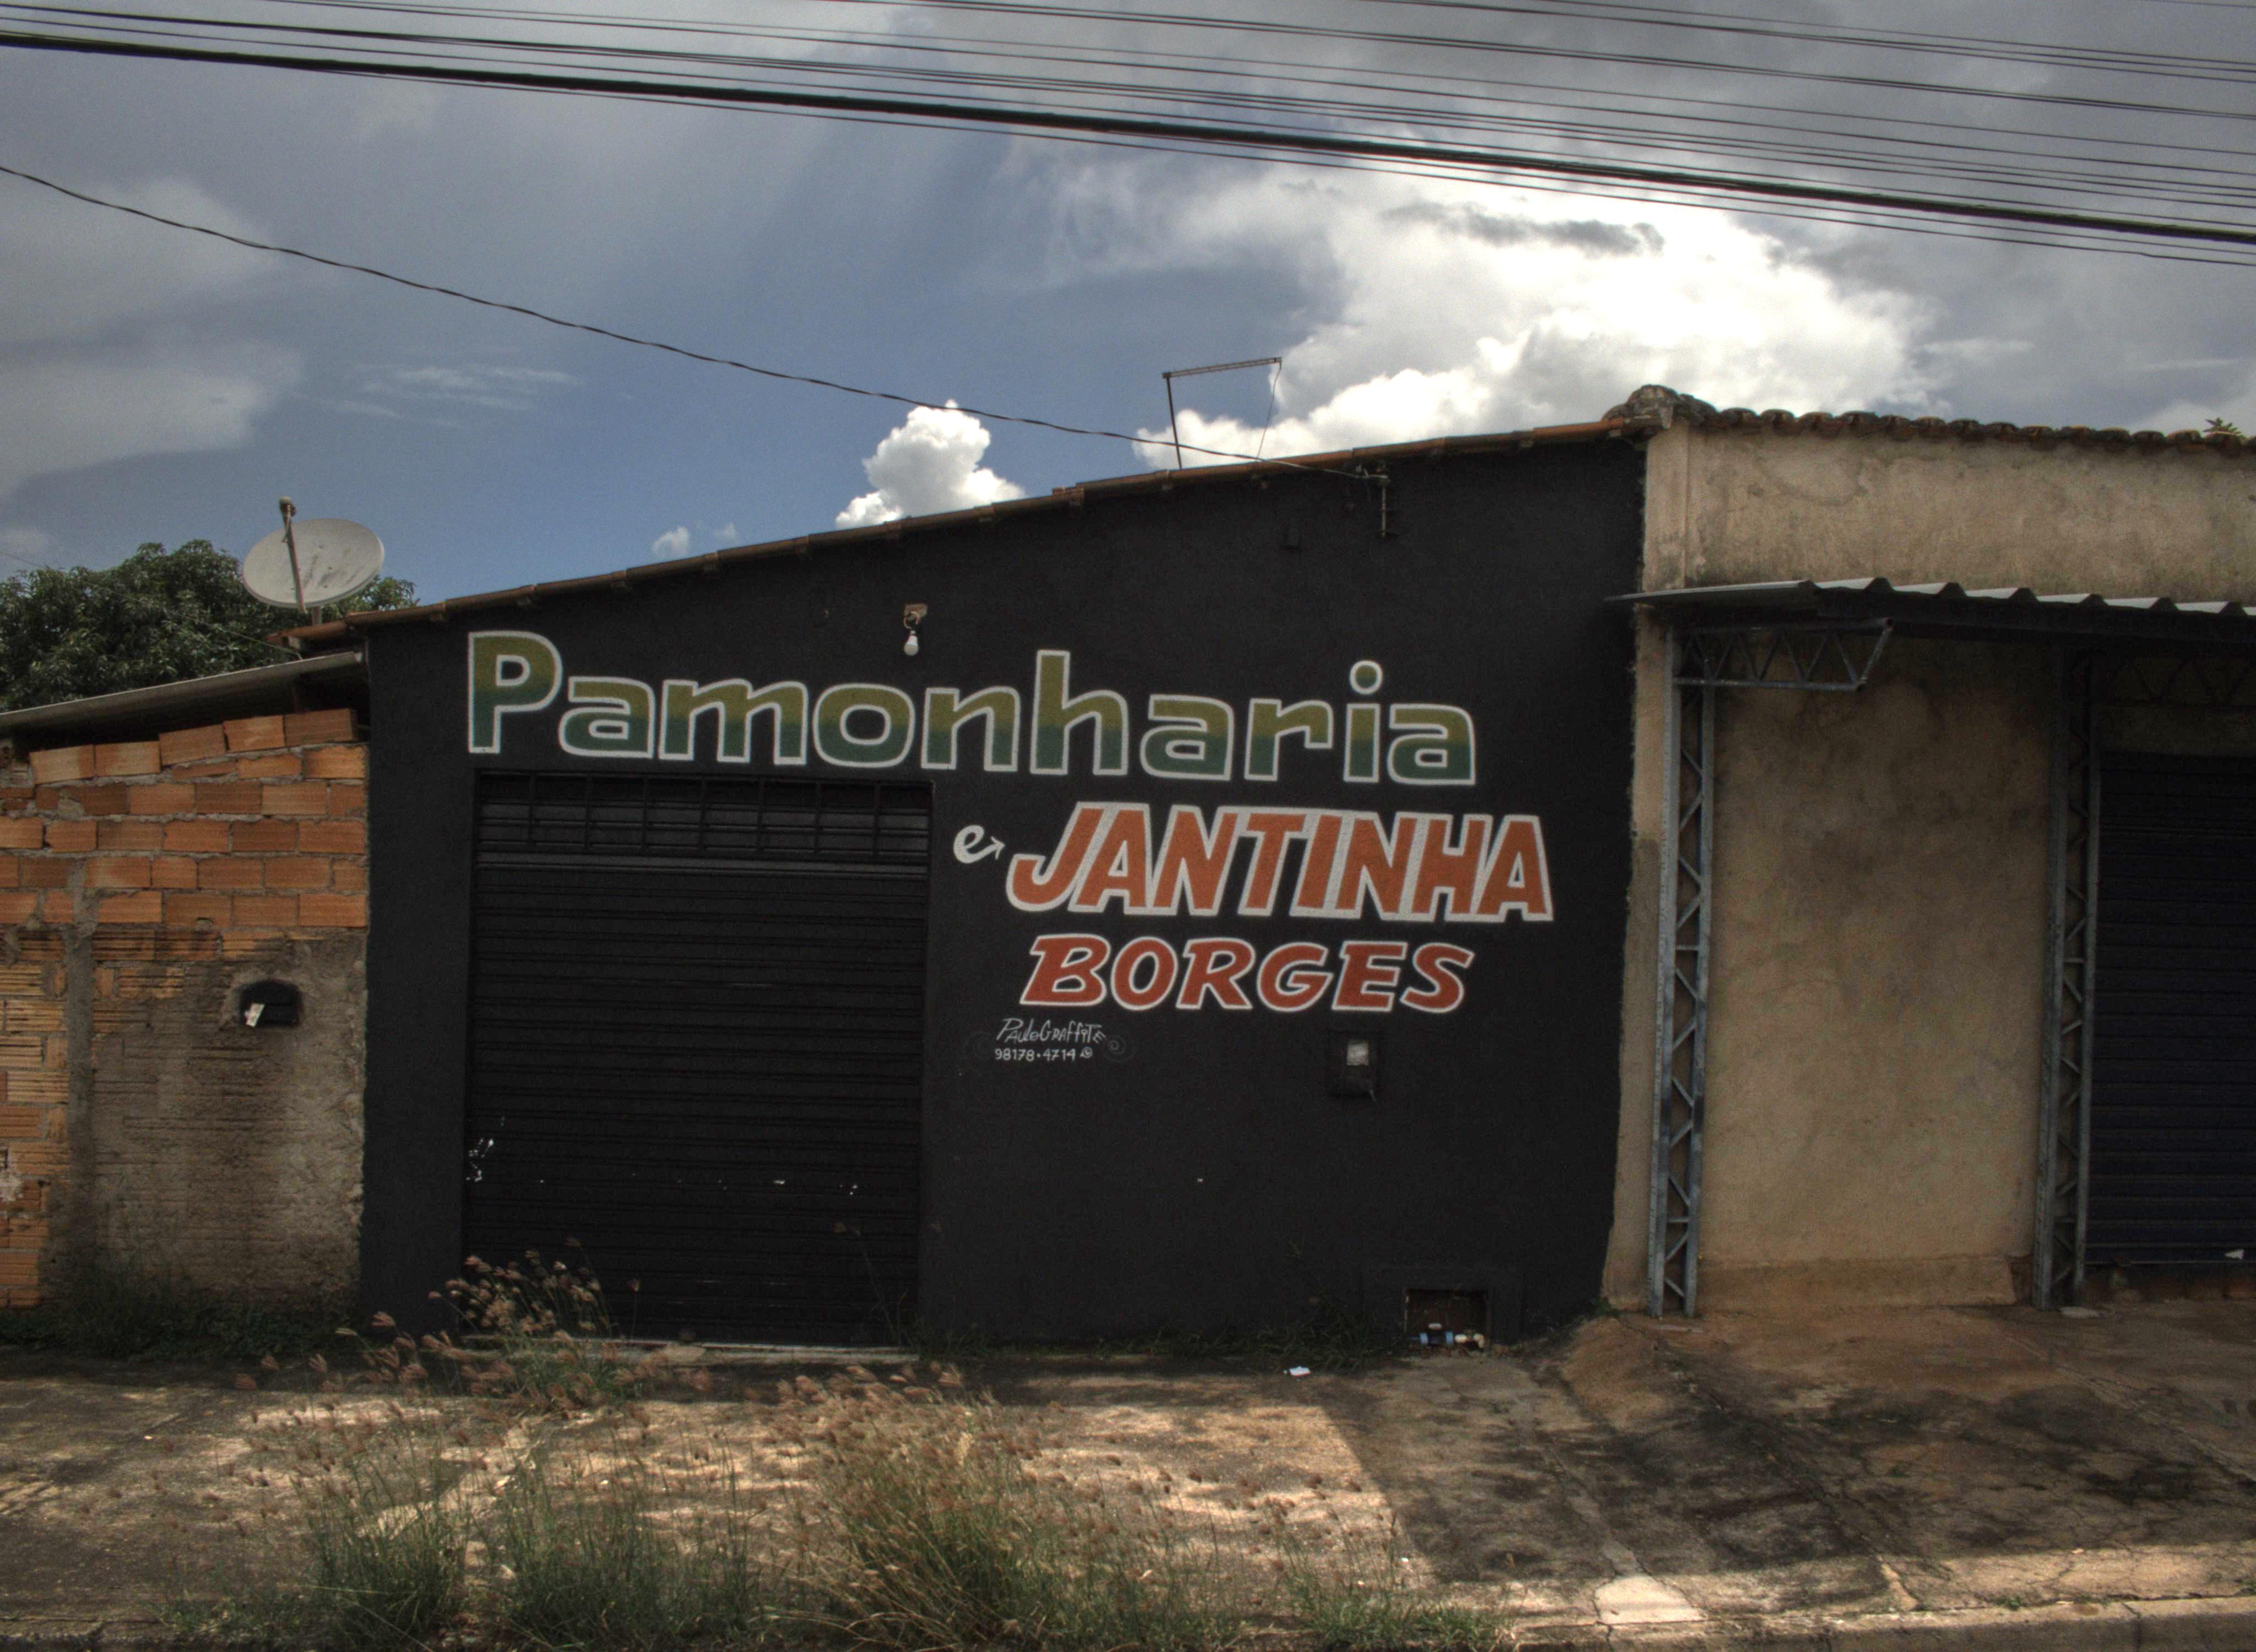 Pamonharia
e JANTINHA
BORGES
PauloGraffite
98178.4714